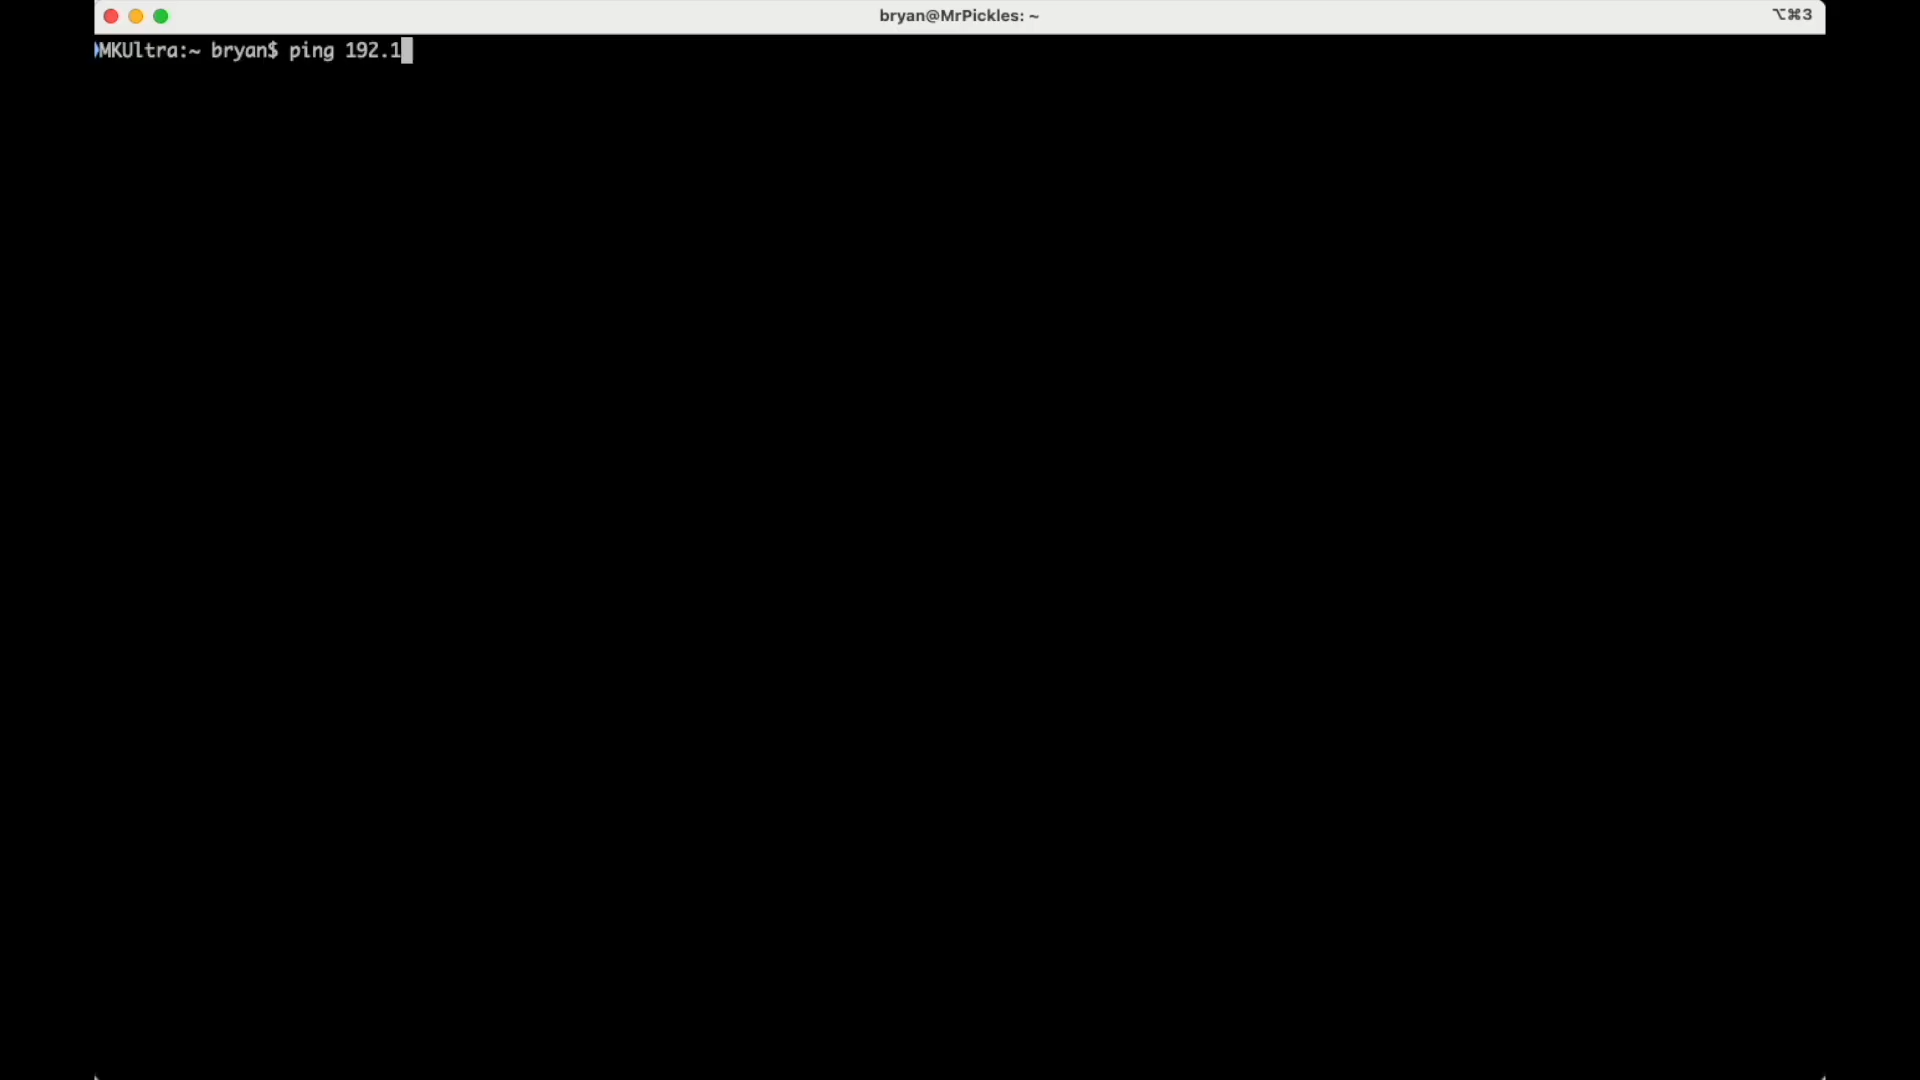 bryan@MrPickles: ~
⌥⌘3
MKUltra:~ bryan$ ping 192.1